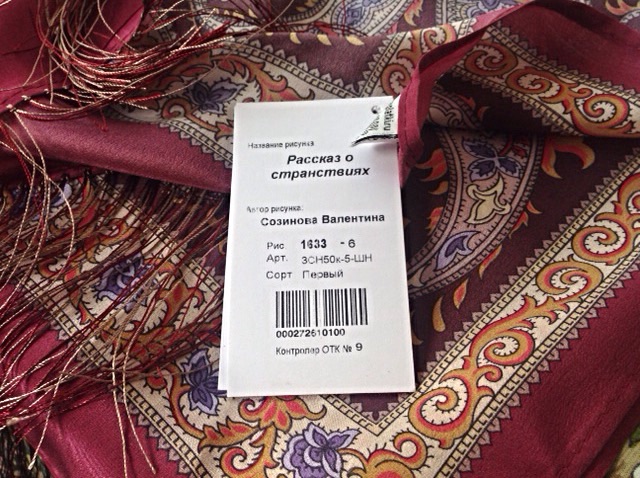 Название рисунка
Рассказ о
странствиях
Автор рисунка:
Созинова Валентина
Рис 1633 - 6
Арт. ЗСН50к-5-ШН
Сорт Первый
000272610100
Контролер ОТК № 9